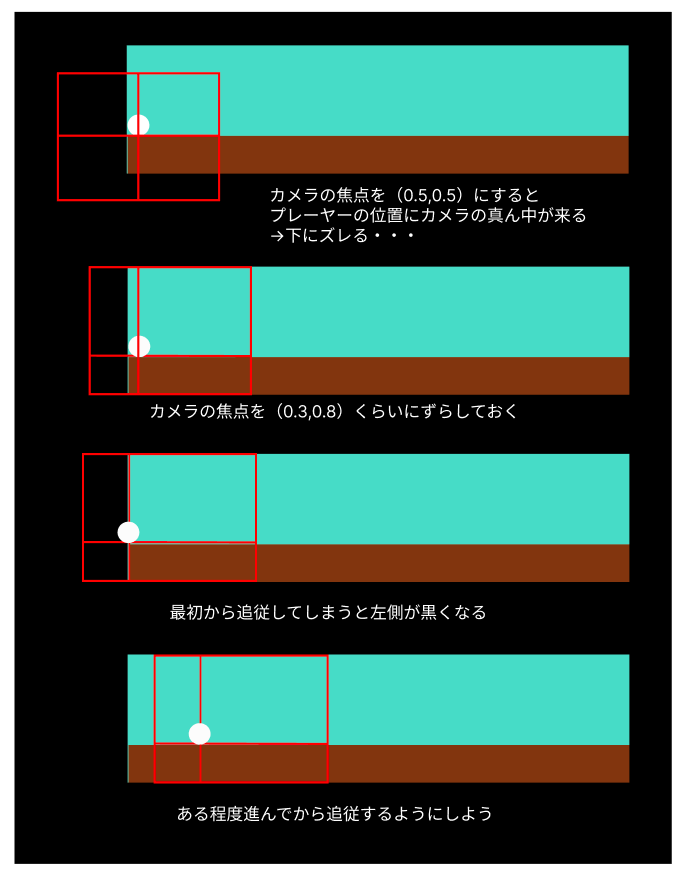 カメラの焦点を（0.5,0.5）にすると
プレーヤーの位置にカメラの真ん中が来る
→下にズレる・・・
カメラの焦点を（0.3,0.8）くらいにずらしておく
最初から追従してしまうと左側が黒くなる
ある程度進んでから追従するようにしよう